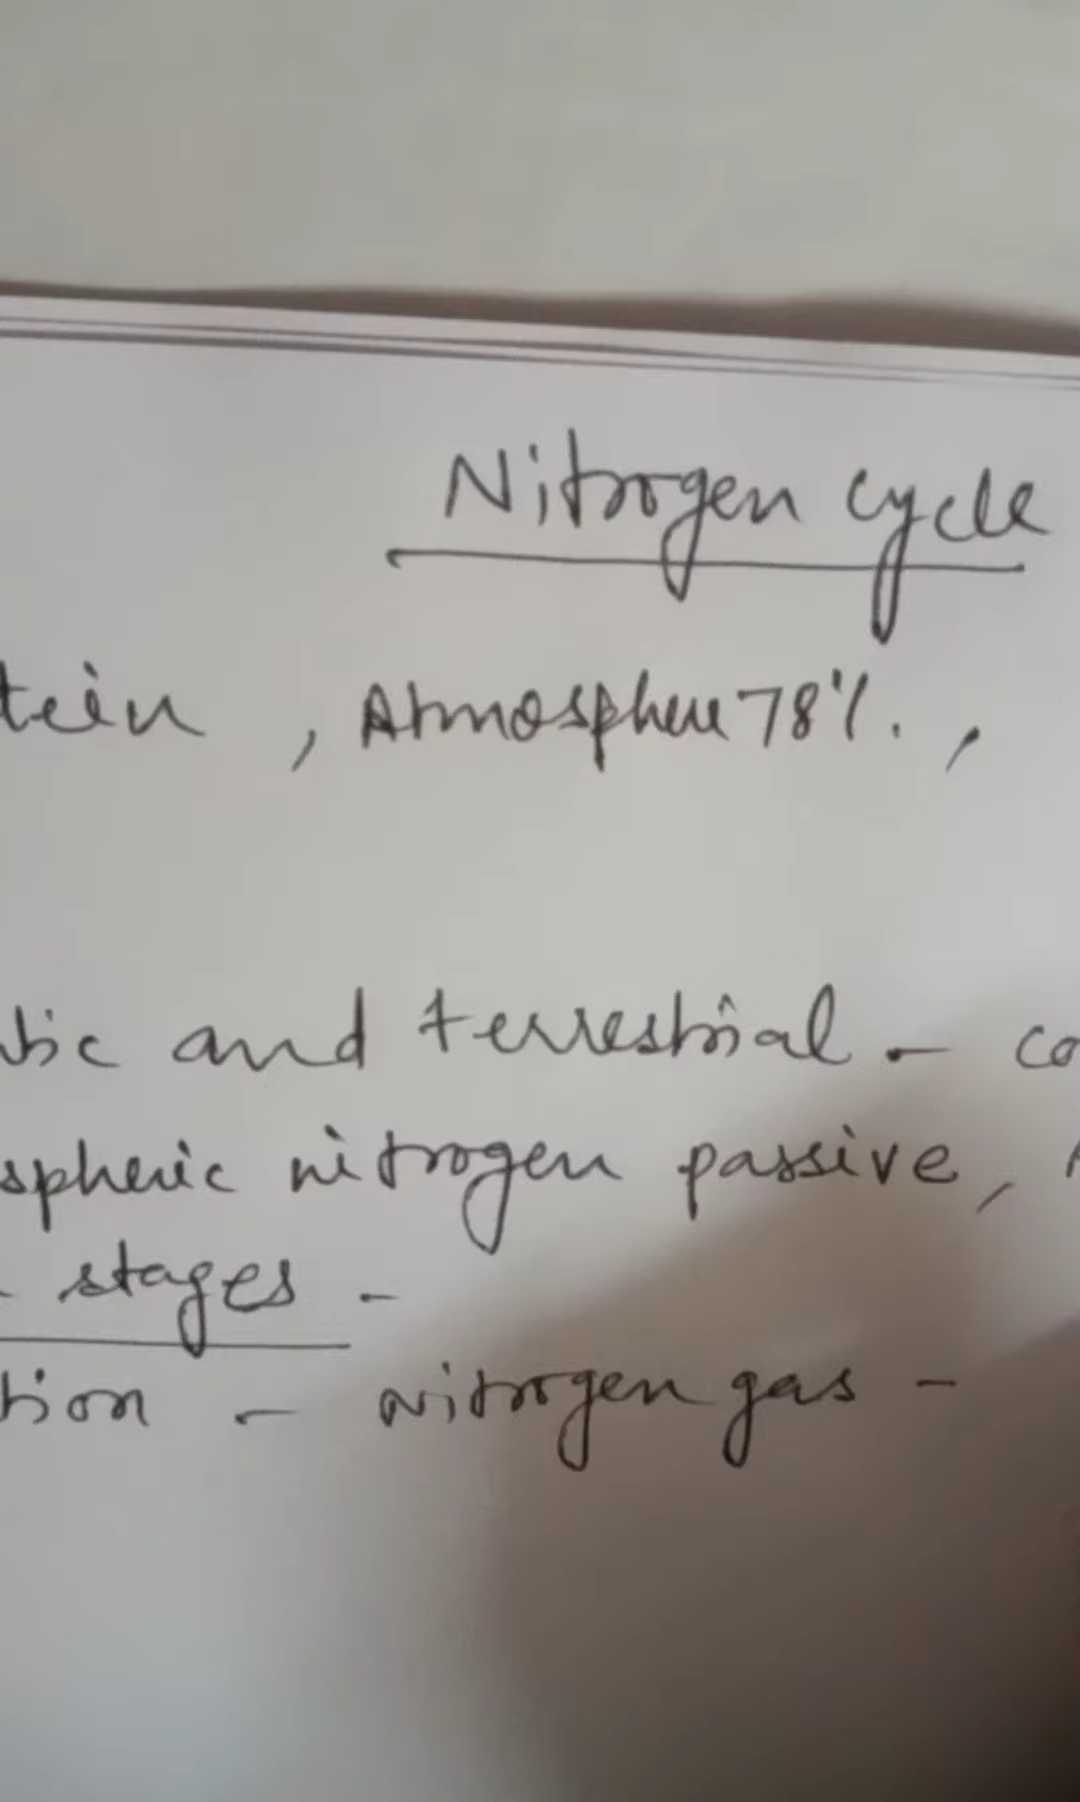 Nitrogen cycle
tein , Atmosphere 78%. ,
tic and terrestrial - co
spheric nitrogen passive,
- stages -
tion - nitrogen gas -